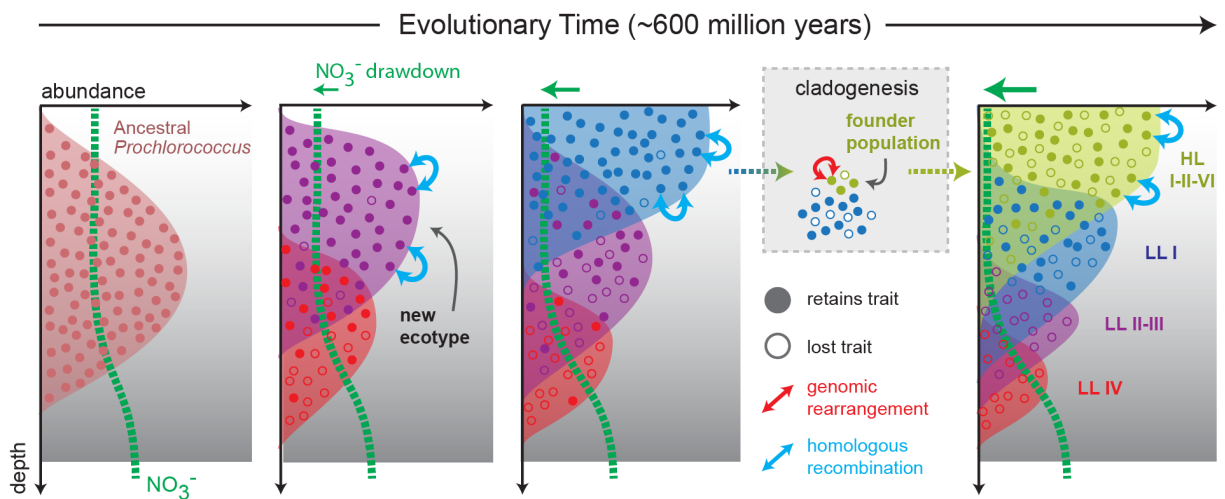 Evolutionary Time (~600 million years)
abundance
Ancestral
Prochlorococcus
depth
NO3-
NO3- drawdown
new
ecotype
cladogenesis
founder
population
retains trait
lost trait
genomic
rearrangement
homologous
recombination
HL
I-II-VI
LL I
LL II-III
LL IV